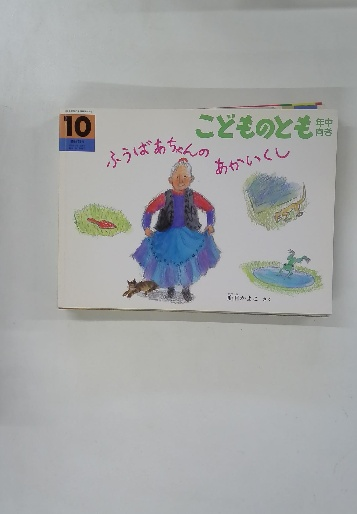 10
こどものとも
年中
向き
ふうばあちゃんの
あかいくし